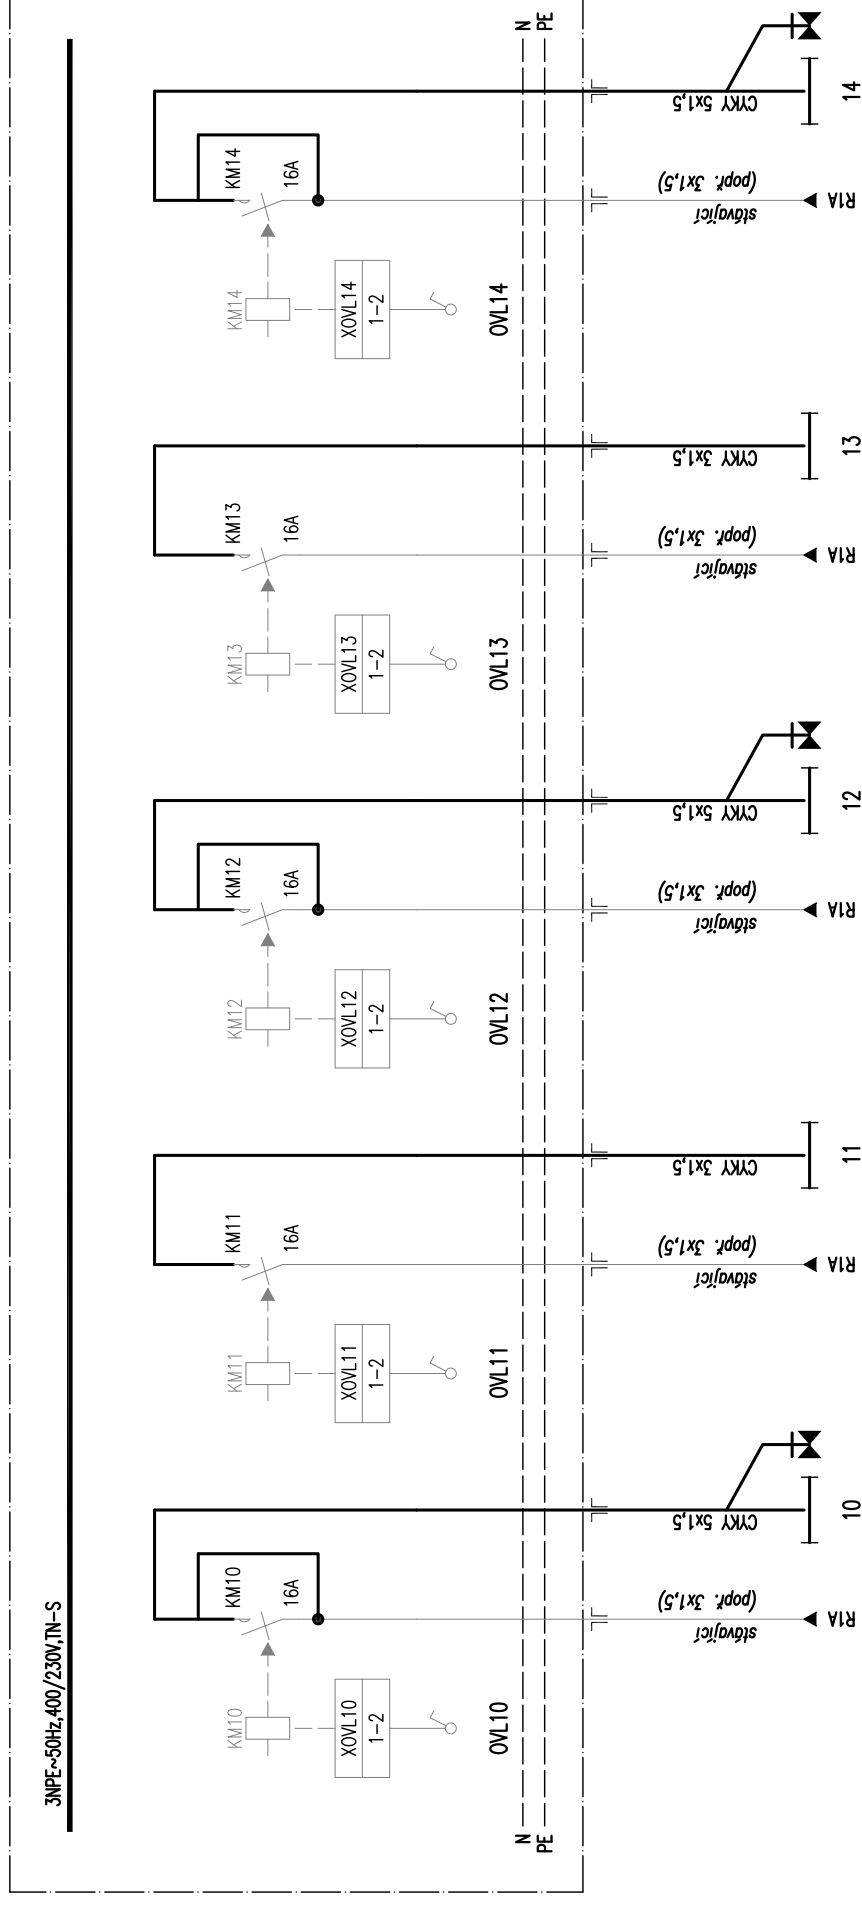 3NPE~50Hz,400/230V,TN-S
N
PE
KM10
KM10
16A
XOVL10
1-2
OVL10
stávající
(popř. 3x1,5)
R1A
CYKY 5x1,5
10
KM11
KM11
16A
XOVL11
1-2
OVL11
stávající
(popř. 3x1,5)
R1A
CYKY 3x1,5
11
KM12
KM12
16A
XOVL12
1-2
OVL12
stávající
(popř. 3x1,5)
R1A
CYKY 5x1,5
12
KM13
KM13
16A
XOVL13
1-2
OVL13
stávající
(popř. 3x1,5)
R1A
CYKY 3x1,5
13
KM14
KM14
16A
XOVL14
1-2
OVL14
stávající
(popř. 3x1,5)
R1A
CYKY 5x1,5
14
N
PE